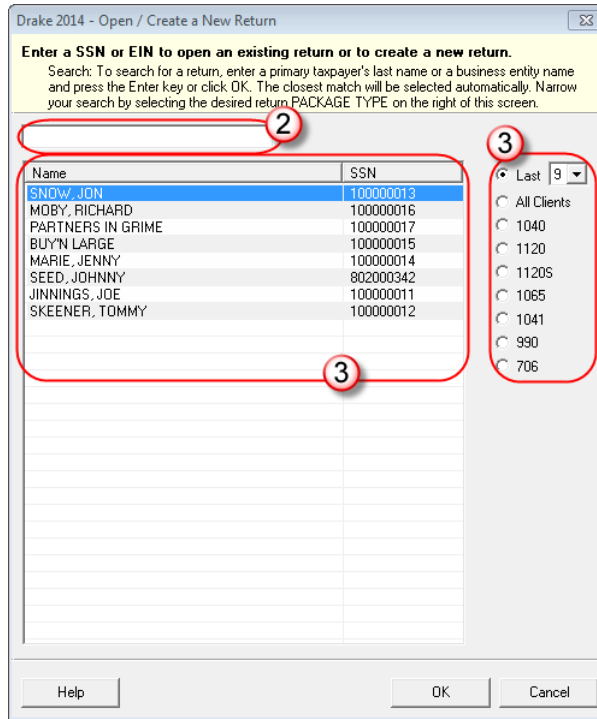 Drake 2014 - Open / Create a New Return
Enter a SSN or EIN to open an existing return or to create a new return.
Search: To search for a return, enter a primary taxpayer's last name or a business entity name
and press the Enter key or click OK. The closest match will be selected automatically. Narrow
your search by selecting the desired return PACKAGE TYPE on the right of this screen.
2
3
Name SSN
SNOW, JON 100000013
MOBY, RICHARD 100000016
PARTNERS IN GRIME 100000017
BUY'N LARGE 100000015
MARIE, JENNY 100000014
SEED, JOHNNY 802000342
JINNINGS, JOE 100000011
SKEENER, TOMMY 100000012
3
Last 9
All Clients
1040
1120
1120S
1065
1041
990
706
Help OK Cancel